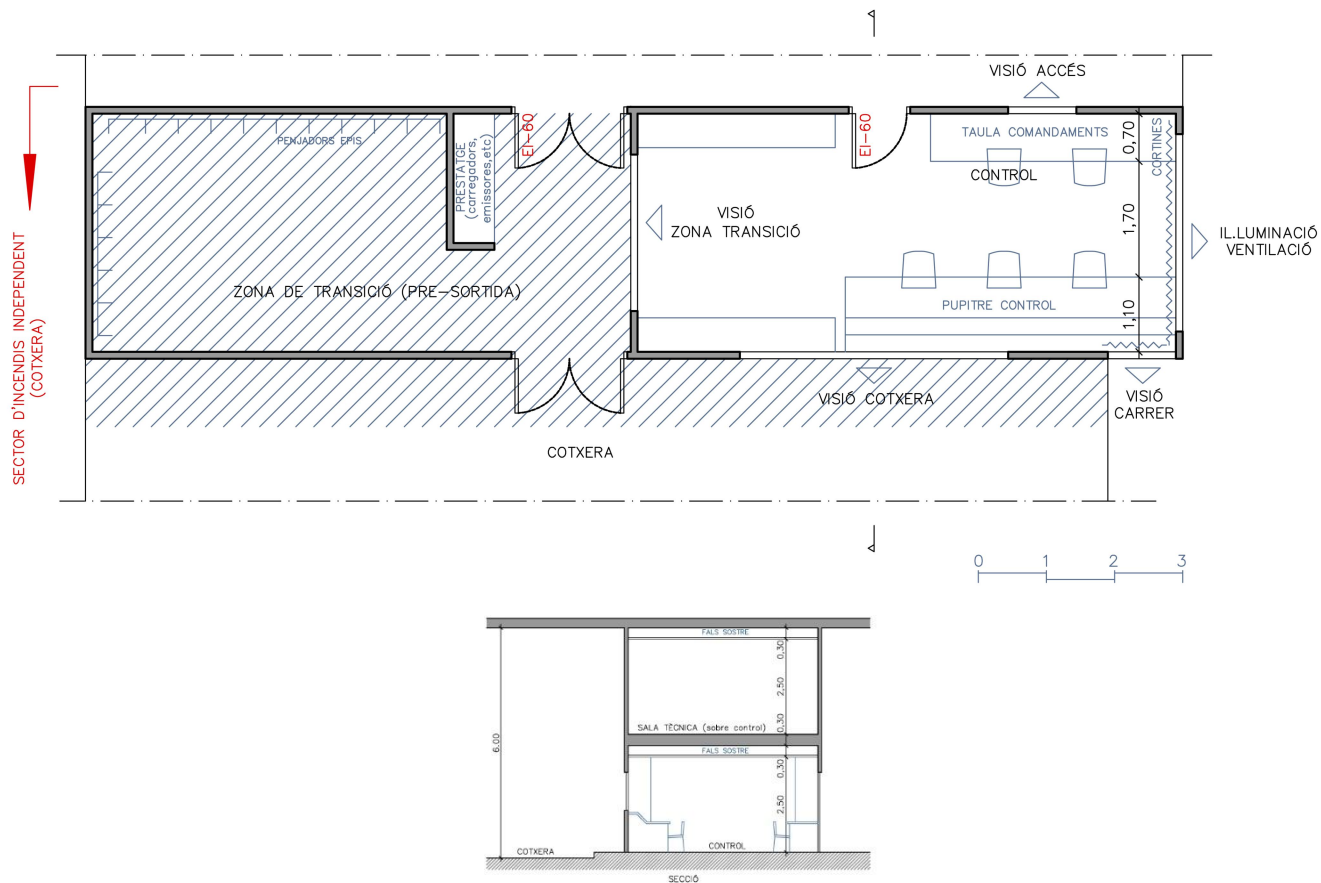 VISIÓ ACCÉS
SECTOR D'INCENDIS INDEPENDENT
(COTXERA)
PENJADORS EPIS
PRESTATGE
(carregadors,
emissores,etc)
EI-60
EI-60
TAULA COMANDAMENTS
CONTROL
0,70
CORTINES
VISIÓ
ZONA TRANSICIÓ
1,70
IL.LUMINACIÓ
VENTILACIÓ
ZONA DE TRANSICIÓ (PRE-SORTIDA)
PUPITRE CONTROL
1,10
VISIÓ COTXERA
VISIÓ
CARRER
COTXERA
0 1 2 3
FALS SOSTRE
0,30
2,50
SALA TÈCNICA (sobre control)
0,30
6.00
FALS SOSTRE
0,30
2,50
COTXERA
CONTROL
SECCIÓ